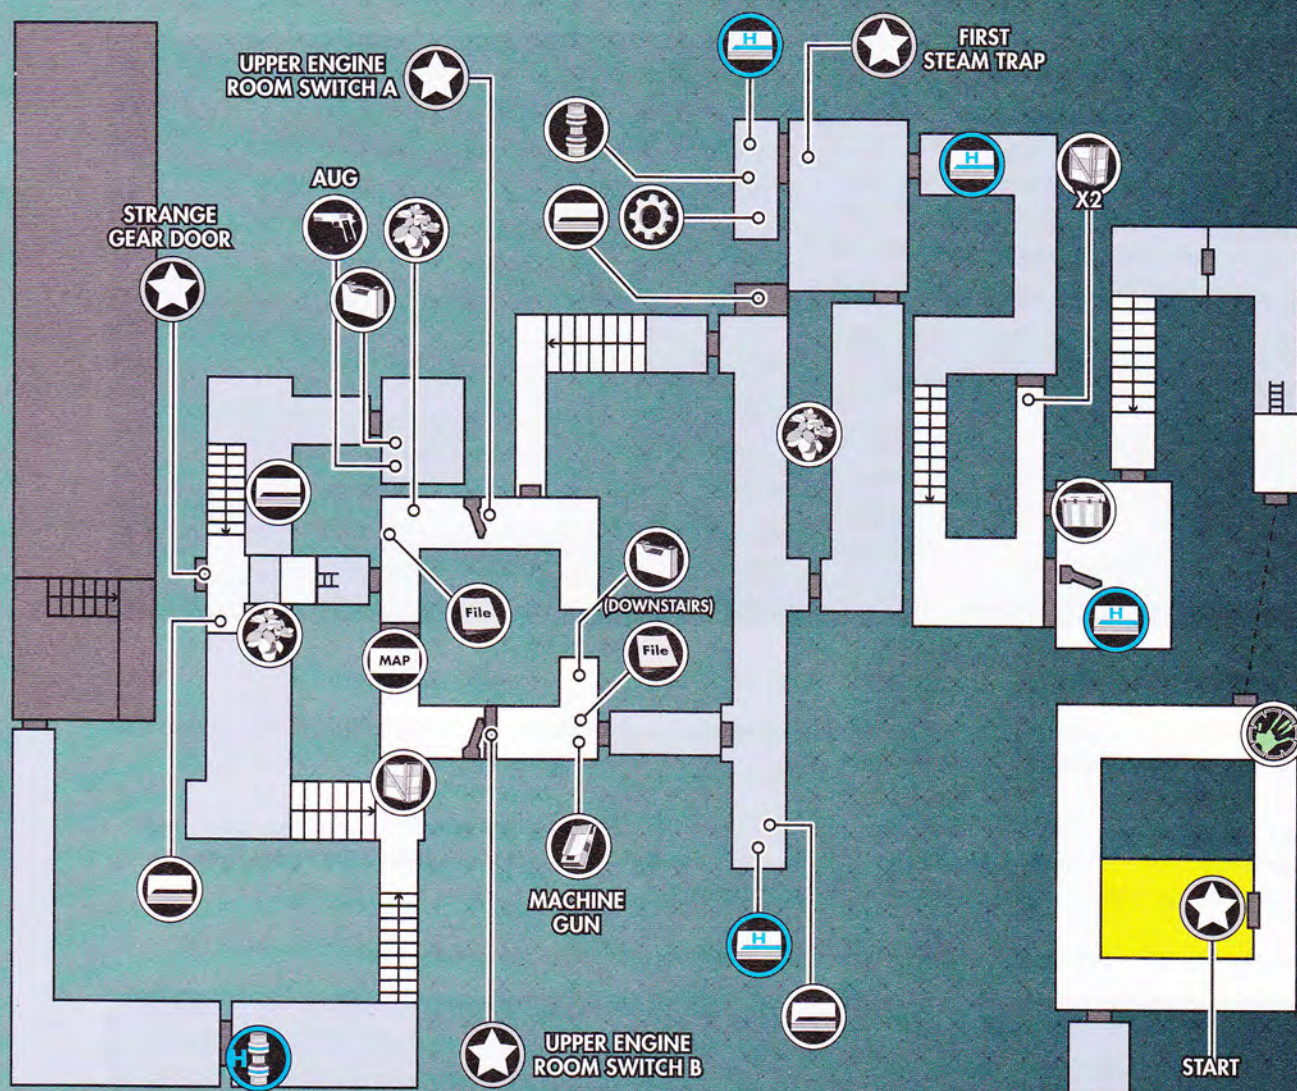 H
FIRST
STEAM TRAP
UPPER ENGINE
ROOM SWITCH A
H
X2
AUG
STRANGE
GEAR DOOR
File
(DOWNSTAIRS)
File
MAP
H
MACHINE
GUN
H
H
UPPER ENGINE
ROOM SWITCH B
START